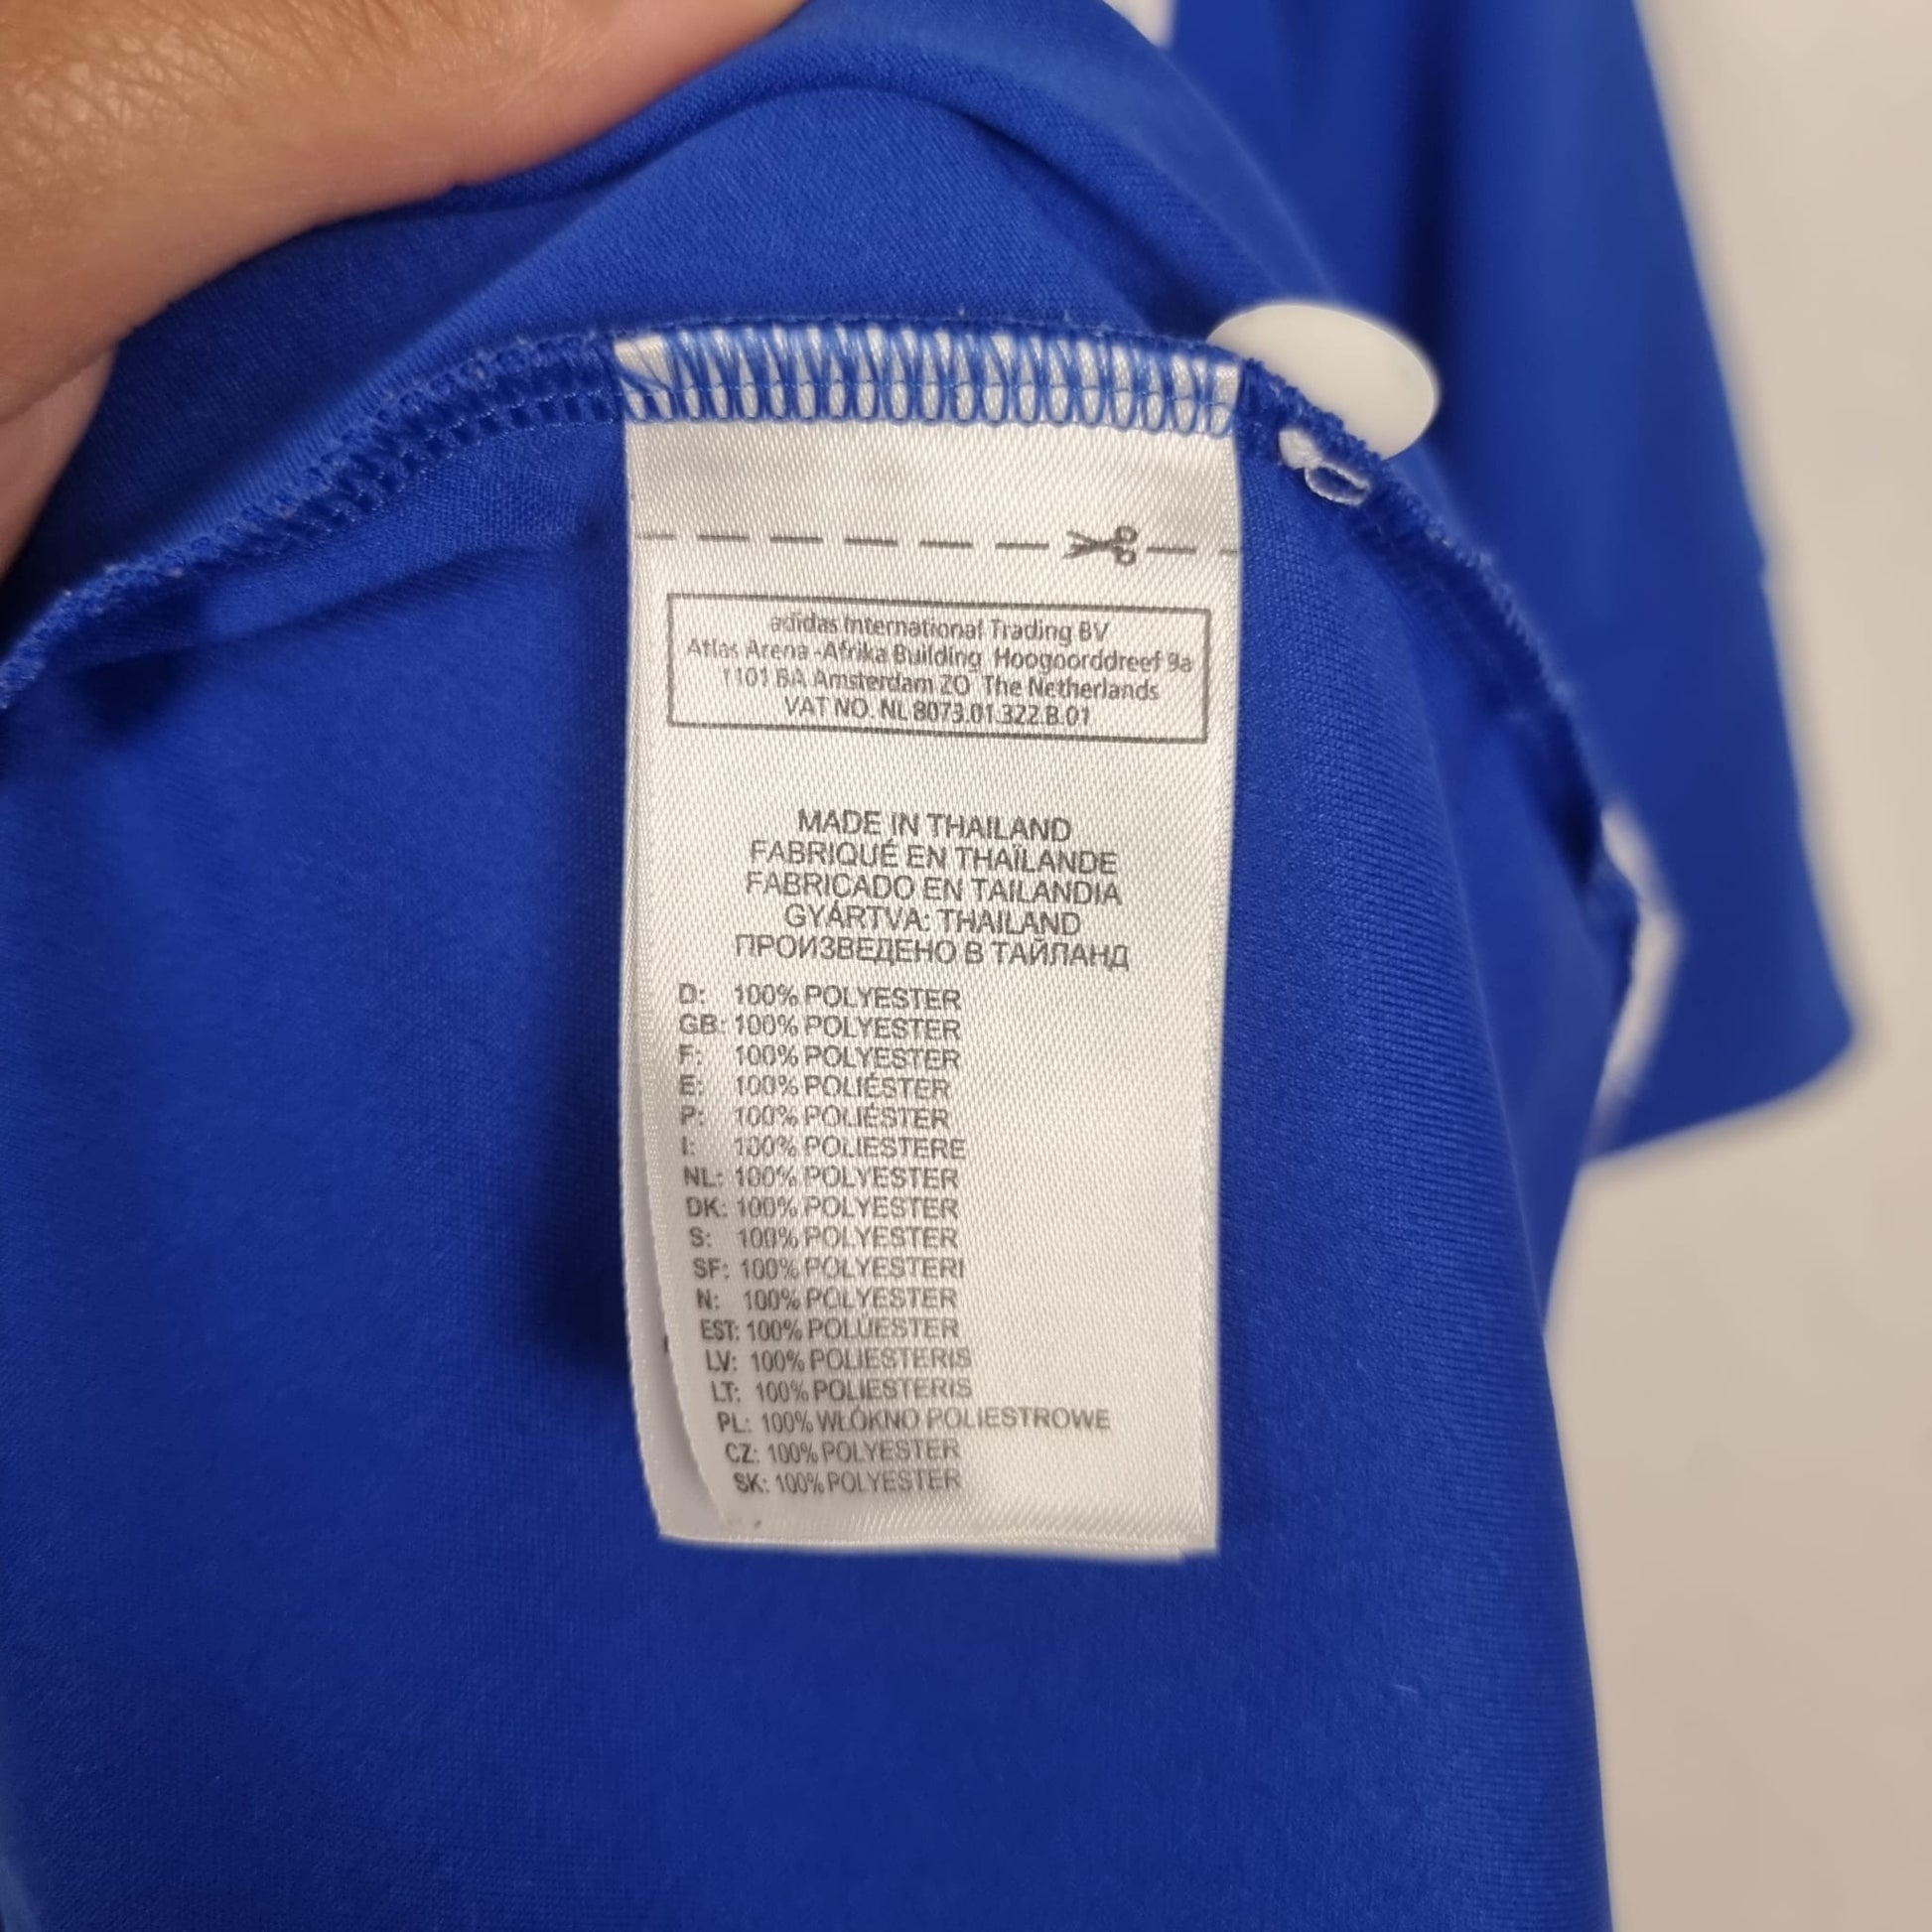 adidas International Trading BV
Atlas Arena -Afrika Building Hoogoorddreef 9a
1101 BA Amsterdam ZO The Netherlands
VAT NO. NL 8073.01.322.B.01
MADE IN THAILAND
FABRIQUÉ EN THAÏLANDE
FABRICADO EN TAILANDIA
GYÁRTVA: THAILAND
ПРОИЗВЕДЕНО В ТАЙЛАНД
D: 100% POLYESTER
GB: 100% POLYESTER
F: 100% POLYESTER
E: 100% POLIÉSTER
P: 100% POLIÉSTER
I: 100% POLIESTERE
NL: 100% POLYESTER
DK: 100% POLYESTER
S: 100% POLYESTER
SF: 100% POLYESTERI
N: 100% POLYESTER
EST: 100% POLÜESTER
LV: 100% POLIESTERIS
LT: 100% POLIESTERIS
PL: 100% WŁÓKNO POLIESTROWE
CZ: 100% POLYESTER
SK: 100% POLYESTER